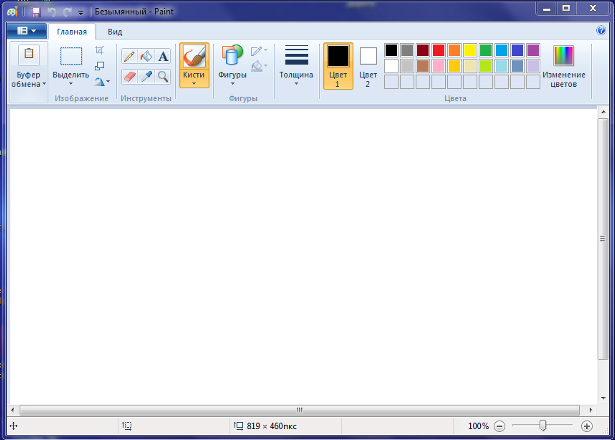 Безымянный - Paint
Главная
Вид
Буфер
обмена
Выделить
Изображение
A
Инструменты
Кисти
Фигуры
Фигуры
Толщина
Цвет
1
Цвет
2
Цвета
Изменение
цветов
819 × 460пкс
100%